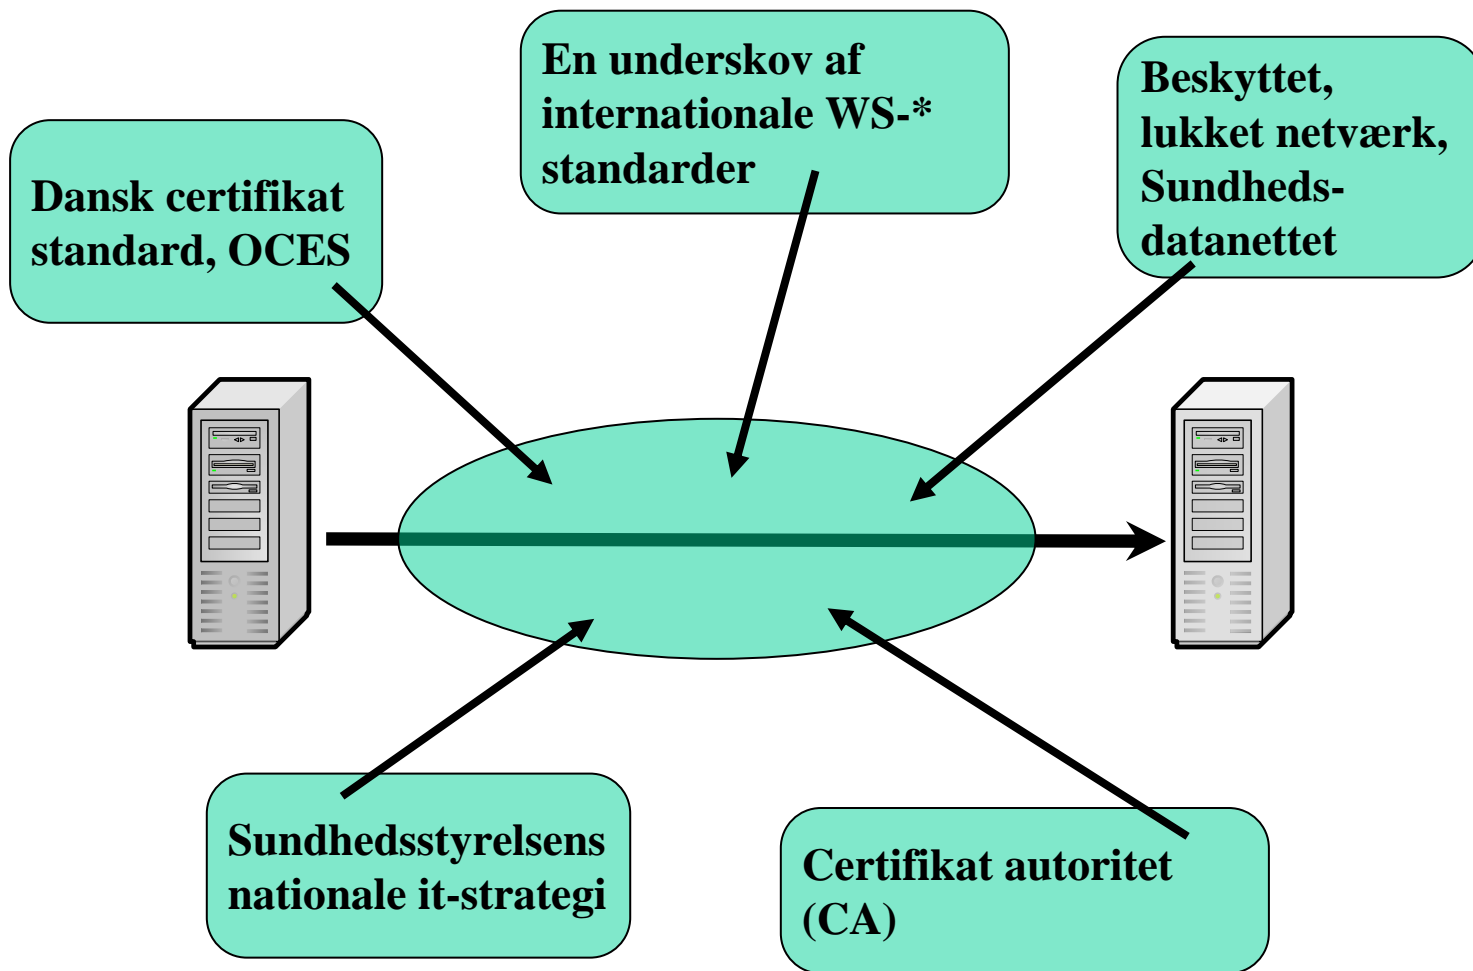 En underskov af
internationale WS-*
standarder
Beskyttet,
lukket netværk,
Sundheds-
datanettet
Dansk certifikat
standard, OCES
Sundhedsstyrelsens
nationale it-strategi
Certifikat autoritet
(CA)